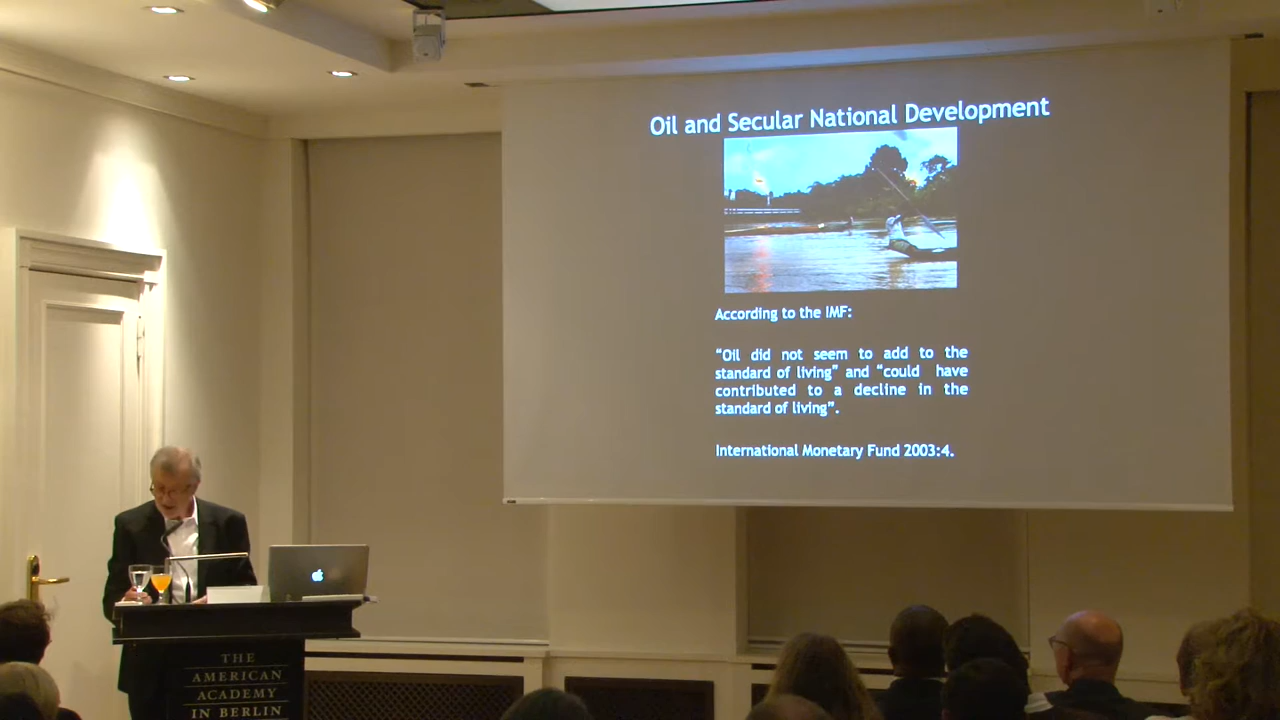 Oil and Secular National Development
According to the IMF:
“Oil did not seem to add to the
standard of living” and “could have
contributed to a decline in the
standard of living”.
International Monetary Fund 2003:4.
THE
AMERICAN
ACADEMY
IN BERLIN